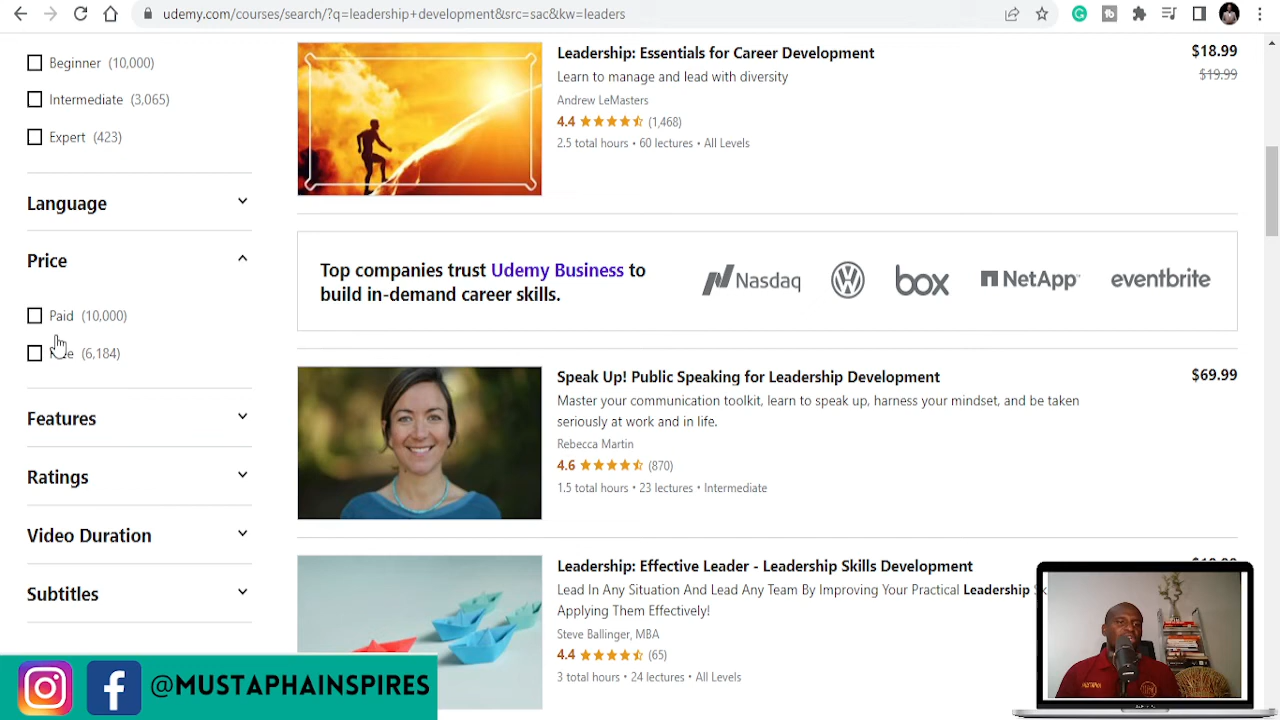 udemy.com/courses/search/?q=leadership+development&src=sac&kw=leaders
Beginner (10,000)
Intermediate (3,065)
Expert (423)
Language
Price
Paid (10,000)
(6,184)
Features
Ratings
Video Duration
Subtitles
Leadership: Essentials for Career Development
$18.99
Learn to manage and lead with diversity
$19.99
Andrew LeMasters
4.4 (1,468)
2.5 total hours • 60 lectures • All Levels
Top companies trust Udemy Business to
build in-demand career skills.
Nasdaq
box
NetApp
eventbrite
Speak Up! Public Speaking for Leadership Development
$69.99
Master your communication toolkit, learn to speak up, harness your mindset, and be taken
seriously at work and in life.
Rebecca Martin
4.6 (870)
1.5 total hours • 23 lectures • Intermediate
Leadership: Effective Leader - Leadership Skills Development
Lead In Any Situation And Lead Any Team By Improving Your Practical Leadership
Applying Them Effectively!
Steve Ballinger, MBA
4.4 (65)
3 total hours • 24 lectures • All Levels
@MUSTAPHAINSPIRES